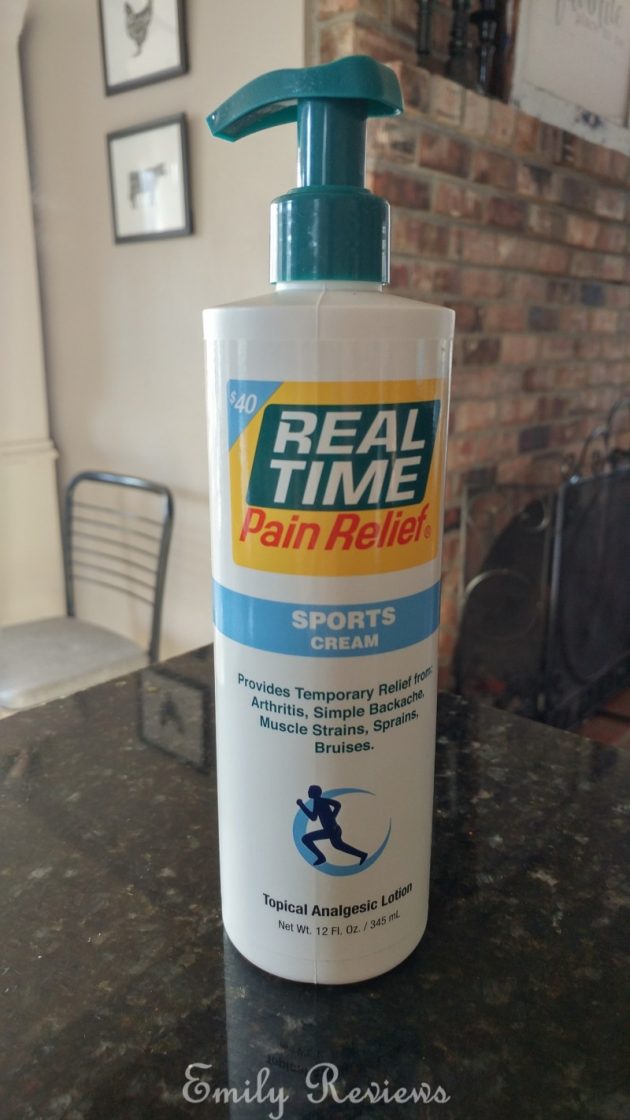 $40
REAL
TIME
Pain Relief®
SPORTS
CREAM
Provides Temporary Relief from:
Arthritis, Simple Backache,
Muscle Strains, Sprains,
Bruises.
Topical Analgesic Lotion
Net Wt. 12 Fl. Oz. / 345 mL
Emily Reviews